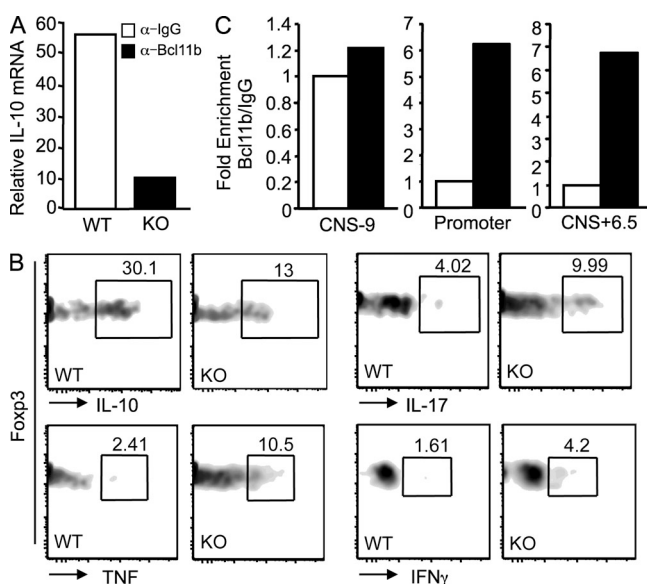 A
Relative IL-10 mRNA
60
50
40
30
20
10
0
α-IgG
α-Bcl11b
WT
KO
C
Fold Enrichment
Bcl11b/IgG
1.4
1.2
1
0.8
0.6
0.4
0.2
0
CNS-9
7
6
5
4
3
2
1
0
Promoter
8
7
6
5
4
3
2
1
0
CNS+6.5
B
Foxp3
30.1
WT
IL-10
13
KO
4.02
WT
IL-17
9.99
KO
2.41
WT
TNF
10.5
KO
1.61
WT
IFNγ
4.2
KO